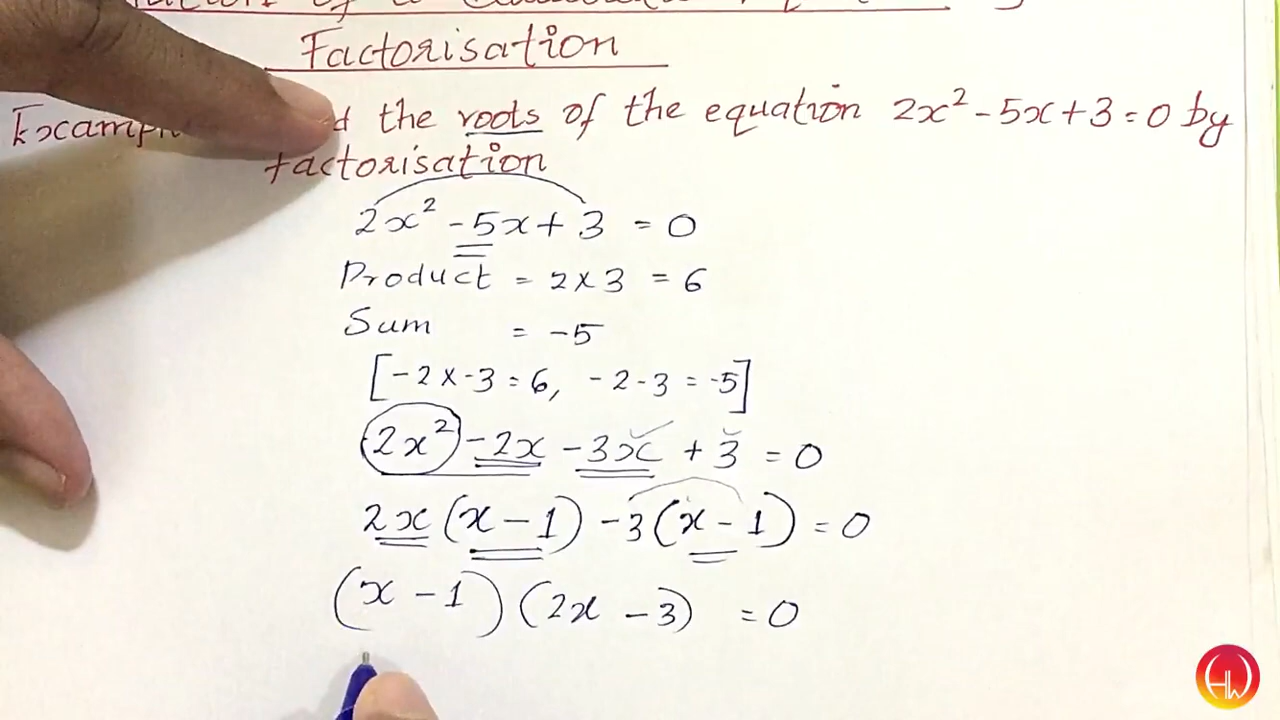 Factorisation
the roots of the equation 2x² - 5x + 3 = 0 by
factorisation
2x² - 5x + 3 = 0
Product = 2 × 3 = 6
Sum = -5
[-2 × -3 = 6, -2 - 3 = -5]
2x² - 2x - 3x + 3 = 0
2x (x - 1) - 3 (x - 1) = 0
(x - 1) (2x - 3) = 0